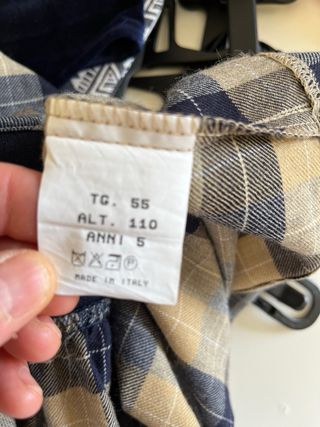 TG. 55
ALT. 110
ANNI 5
MADE IN ITALY